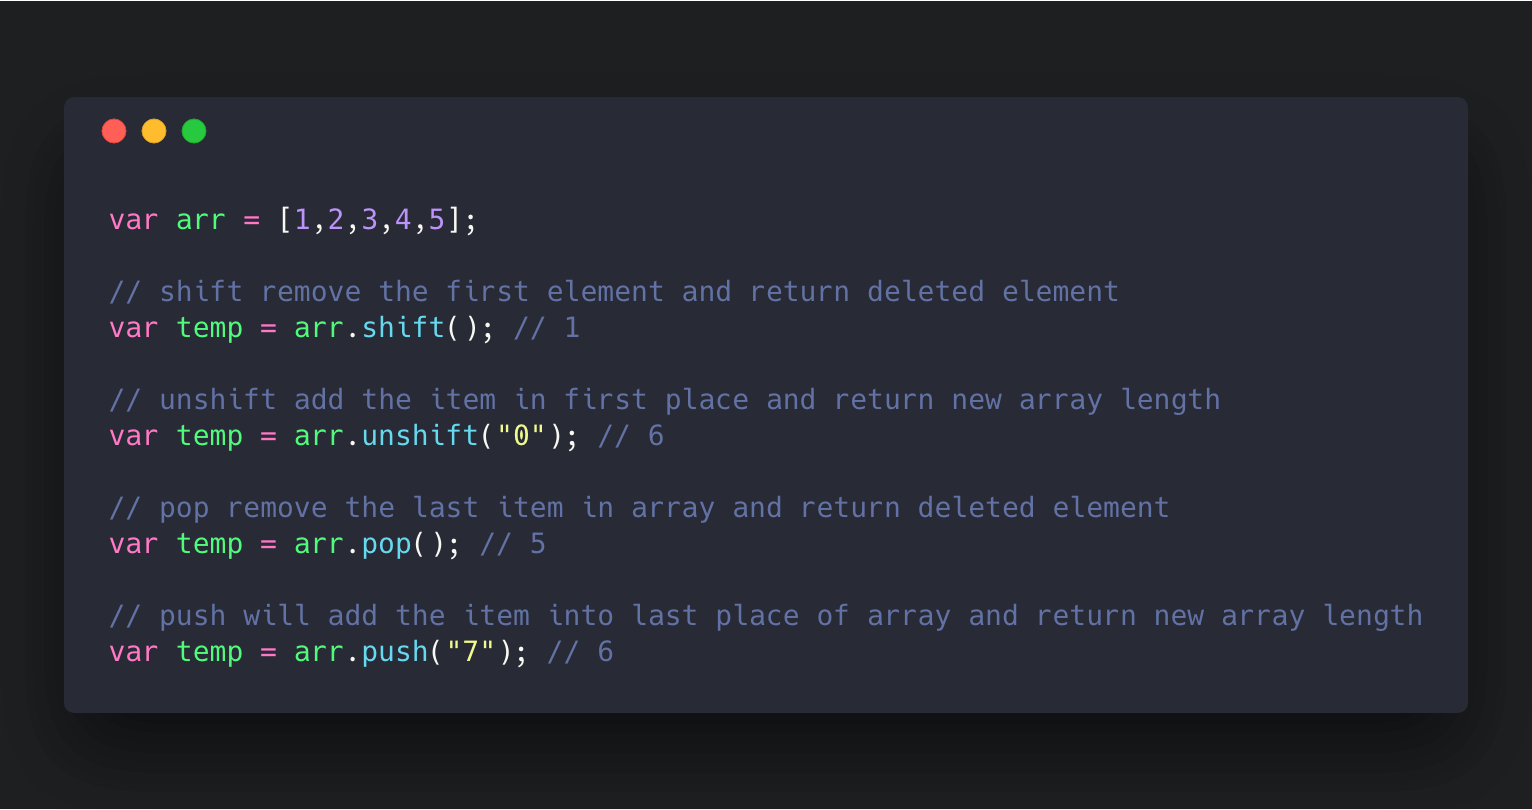 var arr = [1,2,3,4,5];
// shift remove the first element and return deleted element
var temp = arr.shift(); // 1
// unshift add the item in first place and return new array length
var temp = arr.unshift("0"); // 6
// pop remove the last item in array and return deleted element
var temp = arr.pop(); // 5
// push will add the item into last place of array and return new array length
var temp = arr.push("7"); // 6